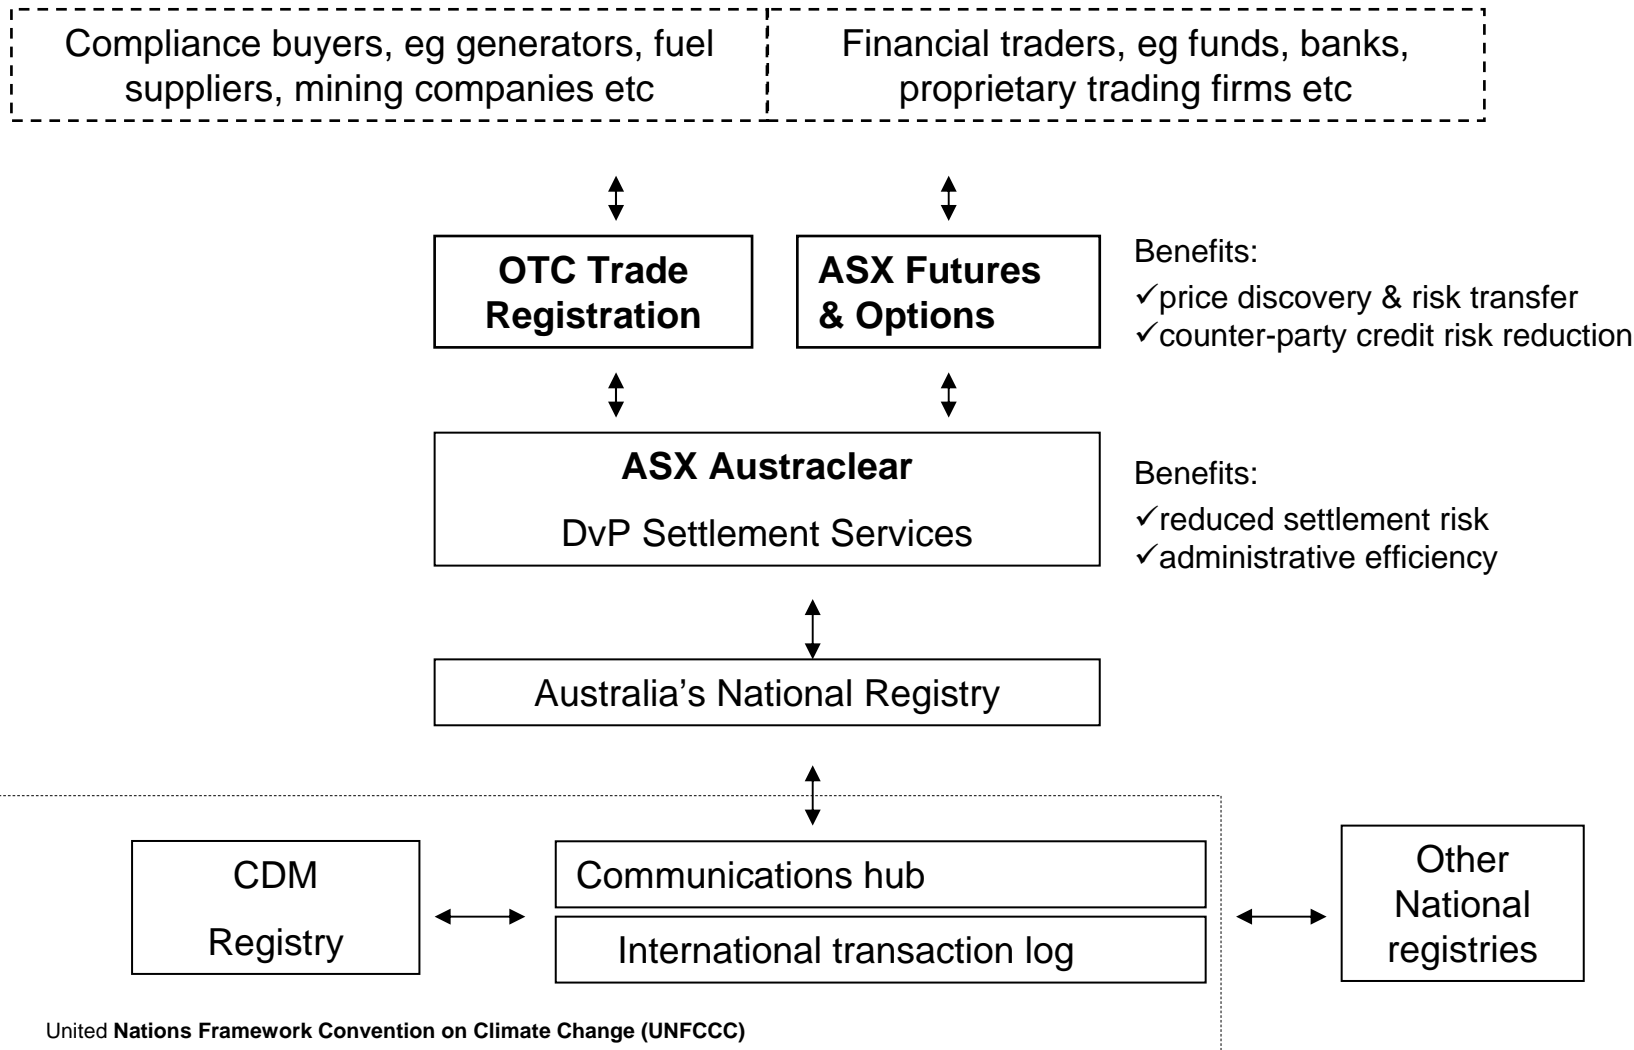 Compliance buyers, eg generators, fuel
suppliers, mining companies etc
Financial traders, eg funds, banks,
proprietary trading firms etc
OTC Trade
Registration
ASX Futures
& Options
Benefits:
✓price discovery & risk transfer
✓counter-party credit risk reduction
ASX Austraclear
DvP Settlement Services
Benefits:
✓reduced settlement risk
✓administrative efficiency
Australia’s National Registry
CDM
Registry
Communications hub
International transaction log
Other
National
registries
United Nations Framework Convention on Climate Change (UNFCCC)